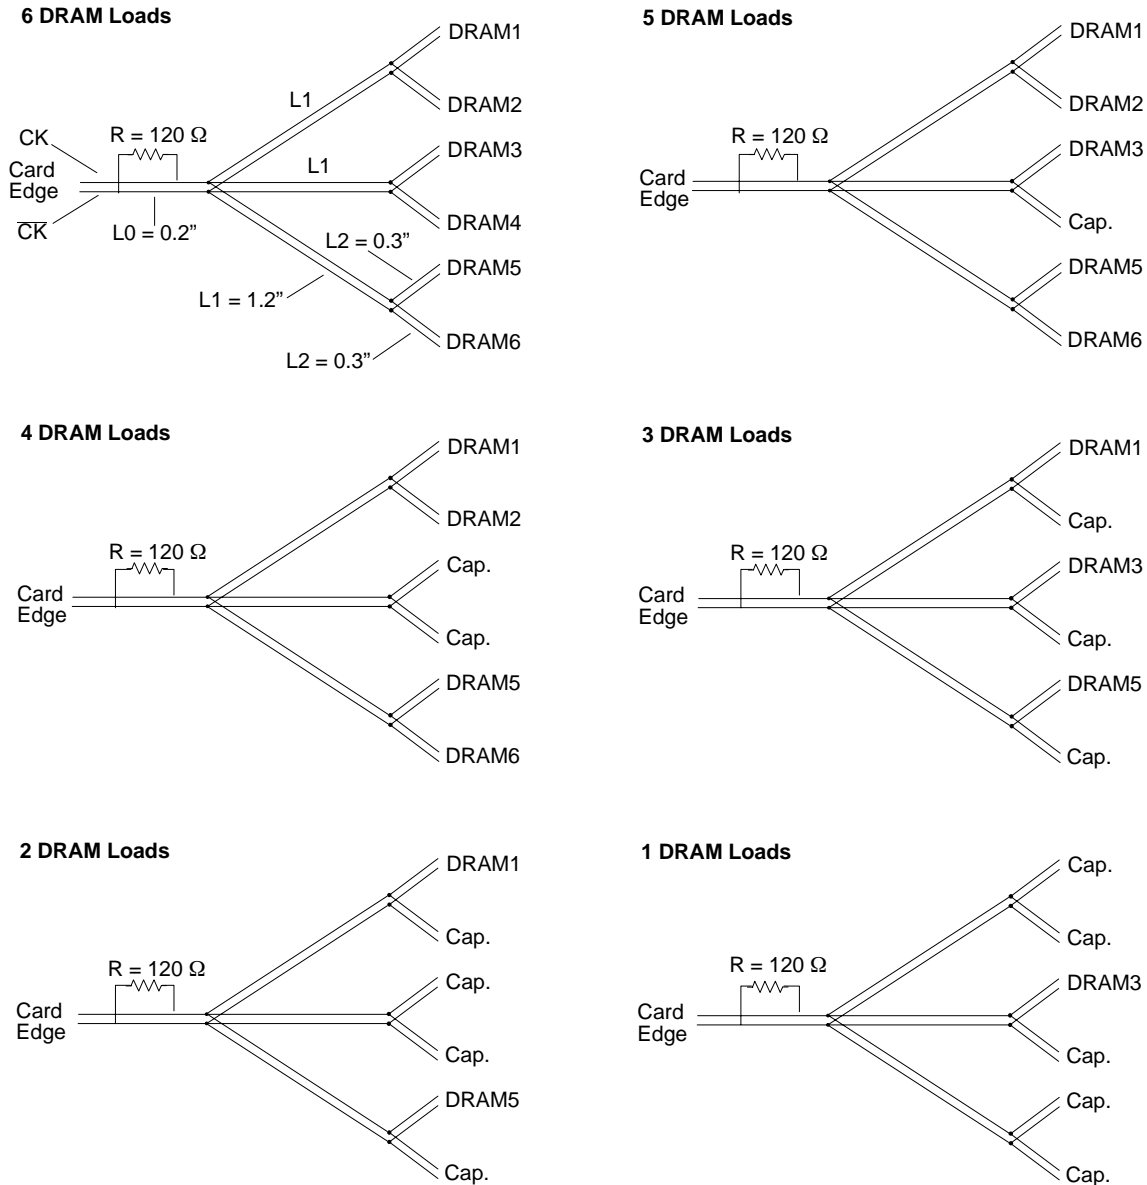 6 DRAM Loads
DRAM1
DRAM2
L1
CK
R = 120 Ω
DRAM3
Card
Edge
L1
CK
L0 = 0.2”
DRAM4
L2 = 0.3”
DRAM5
L1 = 1.2”
DRAM6
L2 = 0.3”
5 DRAM Loads
DRAM1
DRAM2
R = 120 Ω
DRAM3
Card
Edge
Cap.
DRAM5
DRAM6
4 DRAM Loads
DRAM1
DRAM2
R = 120 Ω
Cap.
Card
Edge
Cap.
DRAM5
DRAM6
3 DRAM Loads
DRAM1
Cap.
R = 120 Ω
DRAM3
Card
Edge
Cap.
DRAM5
Cap.
2 DRAM Loads
DRAM1
Cap.
R = 120 Ω
Cap.
Card
Edge
Cap.
DRAM5
Cap.
1 DRAM Loads
Cap.
Cap.
R = 120 Ω
DRAM3
Card
Edge
Cap.
Cap.
Cap.